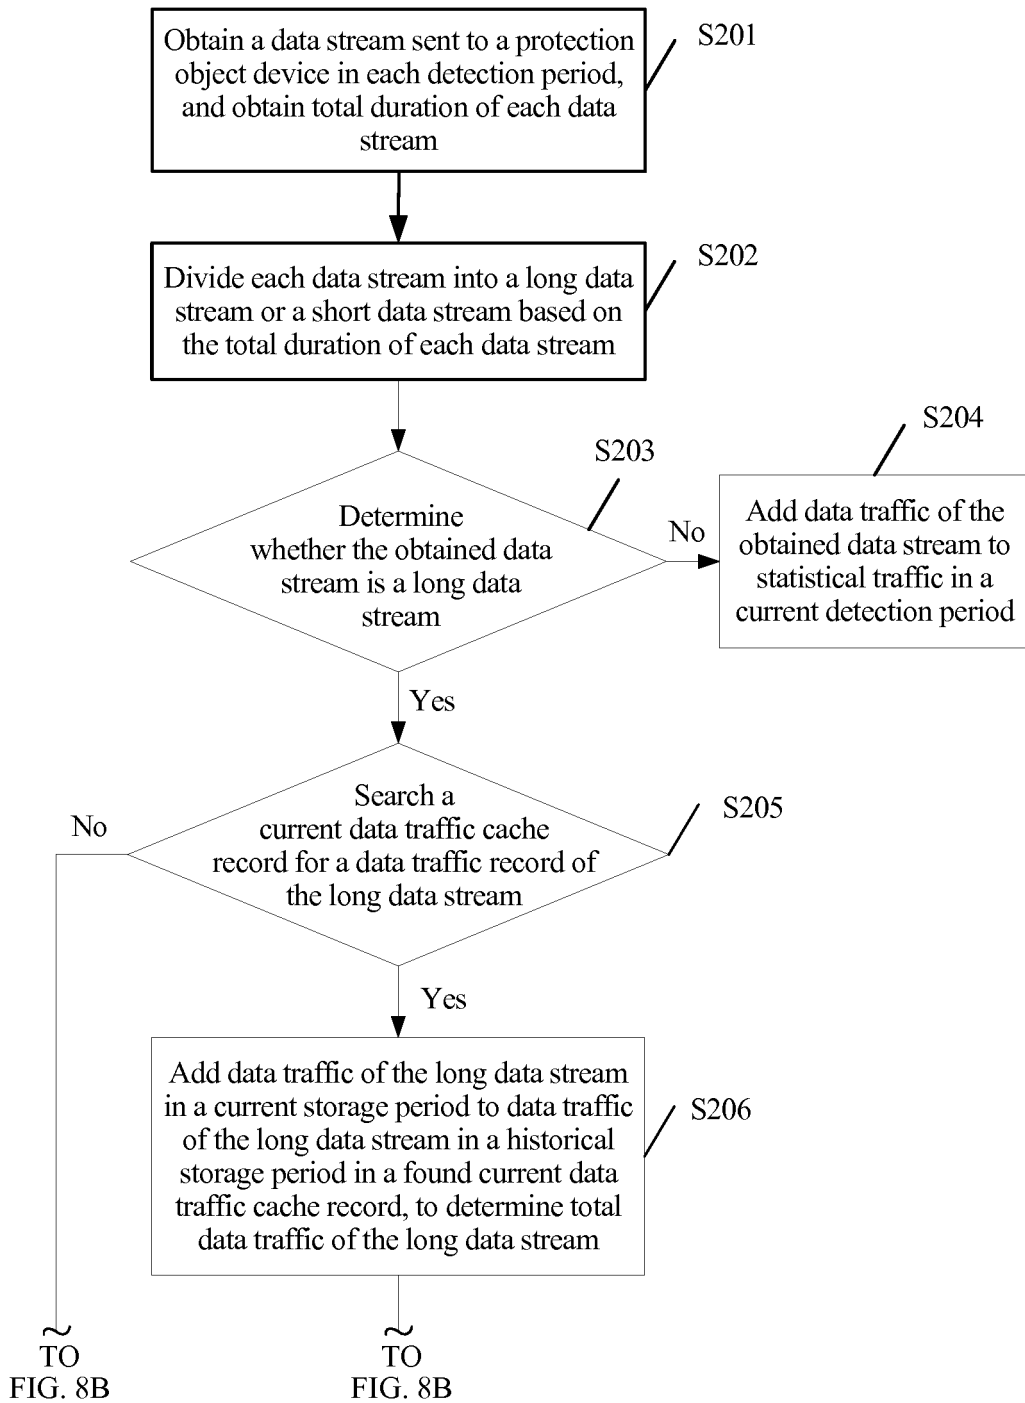 Obtain a data stream sent to a protection
object device in each detection period,
and obtain total duration of each data
stream
S201
Divide each data stream into a long data
stream or a short data stream based on
the total duration of each data stream
S202
Determine
whether the obtained data
stream is a long data
stream
S203
No
Add data traffic of the
obtained data stream to
statistical traffic in a
current detection period
S204
Yes
Search a
current data traffic cache
record for a data traffic record of
the long data stream
S205
No
Yes
Add data traffic of the long data stream
in a current storage period to data traffic
of the long data stream in a historical
storage period in a found current data
traffic cache record, to determine total
data traffic of the long data stream
S206
TO
FIG. 8B
TO
FIG. 8B